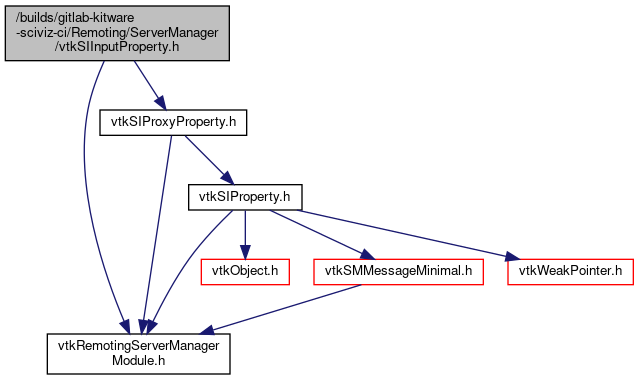 /builds/gitlab-kitware
-sciviz-ci/Remoting/ServerManager
/vtkSIInputProperty.h
vtkSIProxyProperty.h
vtkSIProperty.h
vtkObject.h
vtkSMMessageMinimal.h
vtkWeakPointer.h
vtkRemotingServerManager
Module.h